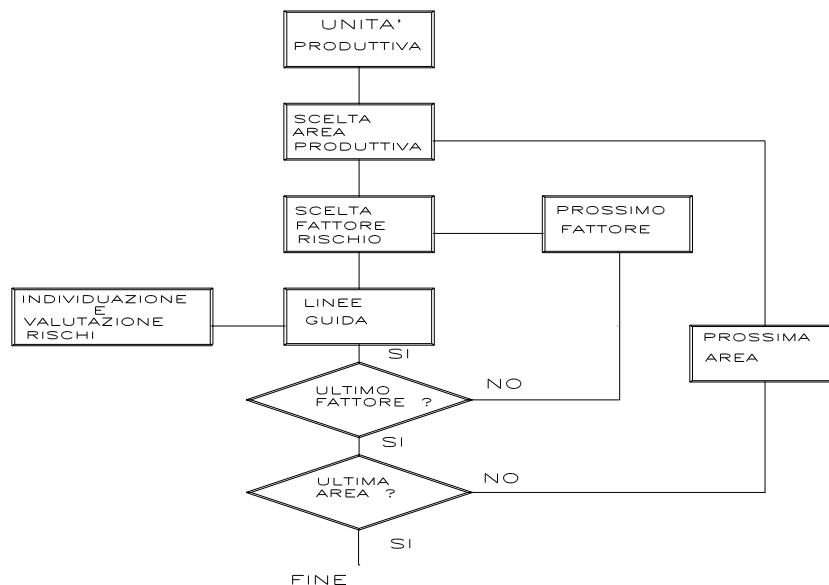 UNITA'
PRODUTTIVA
SCELTA
AREA
PRODUTTIVA
SCELTA
FATTORE
RISCHIO
PROSSIMO
FATTORE
INDIVIDUAZIONE
E
VALUTAZIONE
RISCHI
LINEE
GUIDA
PROSSIMA
AREA
SI
ULTIMO
FATTORE ?
NO
SI
ULTIMA
AREA ?
NO
SI
FINE